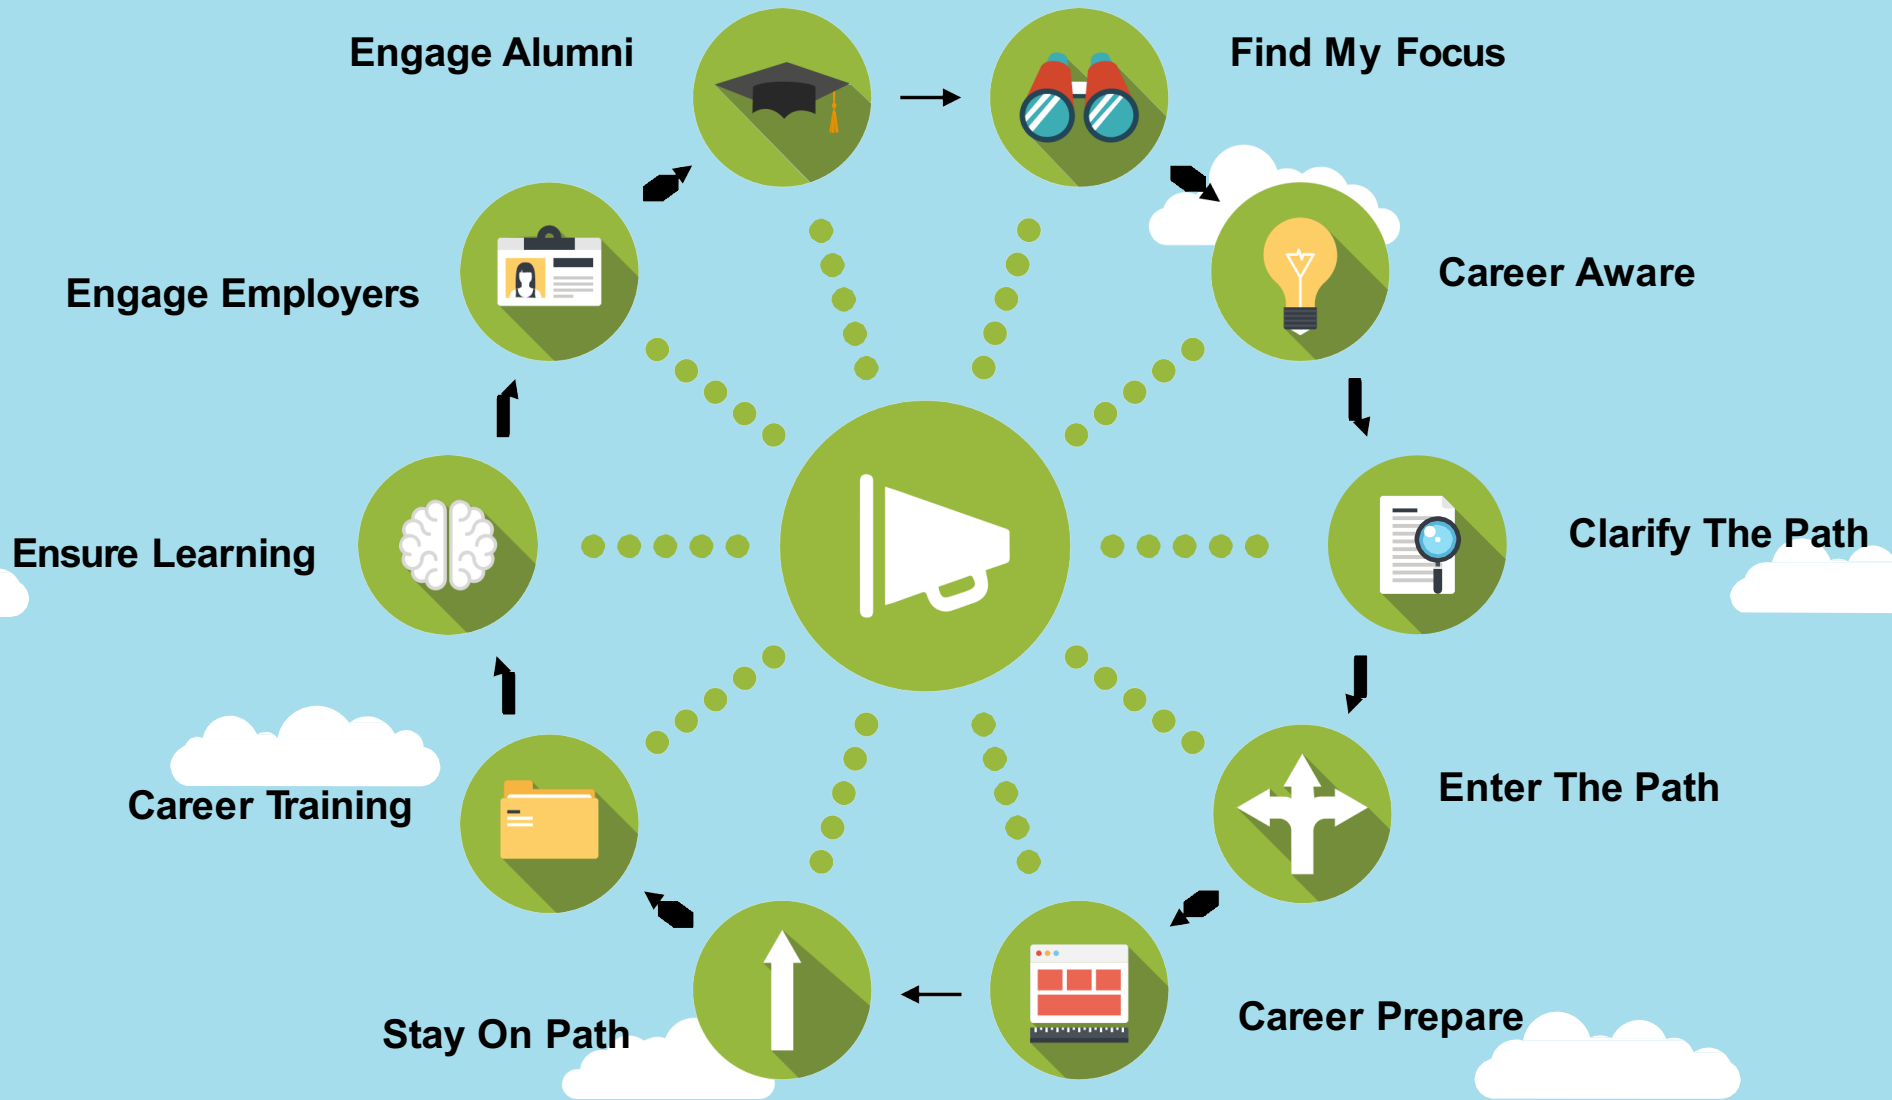 Engage Alumni
Find My Focus
Engage Employers
Career Aware
Ensure Learning
Clarify The Path
Career Training
Enter The Path
Stay On Path
Career Prepare